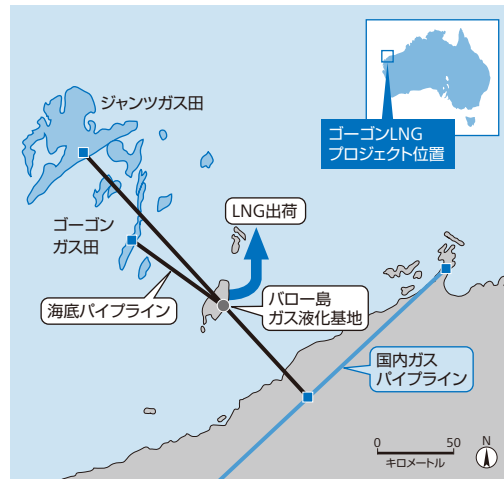 ジャンツガス田
ゴーゴンLNG
プロジェクト位置
ゴーゴン
ガス田
LNG出荷
海底パイプライン
バロー島
ガス液化基地
国内ガス
パイプライン
0 50
キロメートル
N